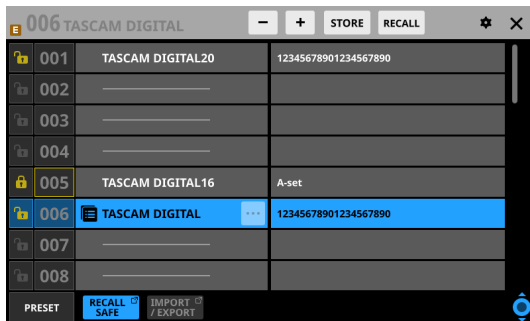 E 006 TASCAM DIGITAL - + STORE RECALL
001 TASCAM DIGITAL20 12345678901234567890
002
003
004
005 TASCAM DIGITAL16 A-set
006 TASCAM DIGITAL ... 12345678901234567890
007
008
PRESET
RECALL
SAFE
IMPORT
/ EXPORT